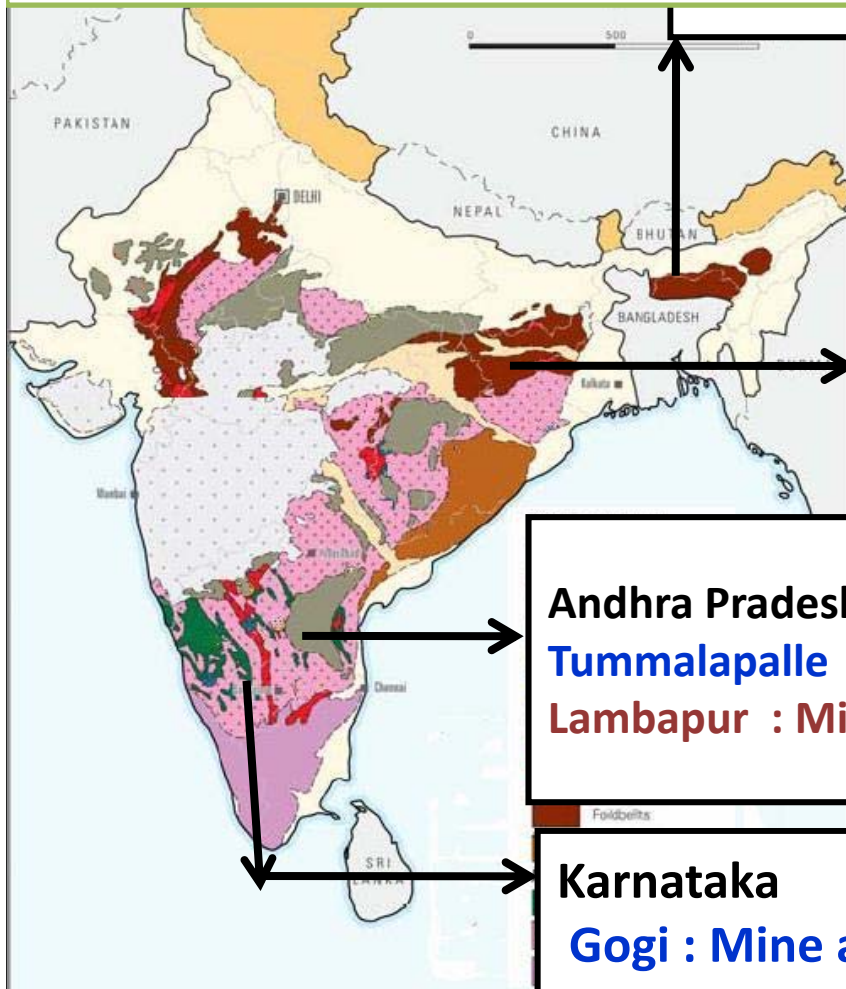 0 500
PAKISTAN
CHINA
DELHI
NEPAL
BHUTAN
BANGLADESH
Kolkata
Mumbai
Andhra Pradesh
Tummalapalle
Lambapur : Mi
Chennai
Foldbelts
SRI
LANKA
Karnataka
Gogi : Mine a